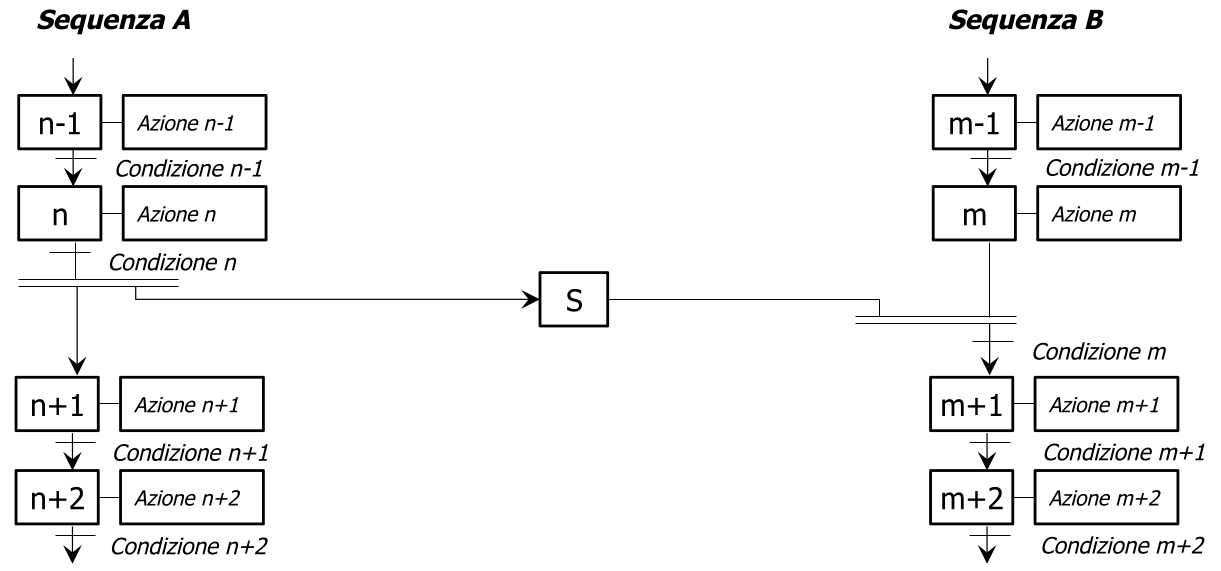 Sequenza A
n-1
Azione n-1
Condizione n-1
n
Azione n
Condizione n
n+1
Azione n+1
Condizione n+1
n+2
Azione n+2
Condizione n+2
S
Sequenza B
m-1
Azione m-1
Condizione m-1
m
Azione m
Condizione m
m+1
Azione m+1
Condizione m+1
m+2
Azione m+2
Condizione m+2